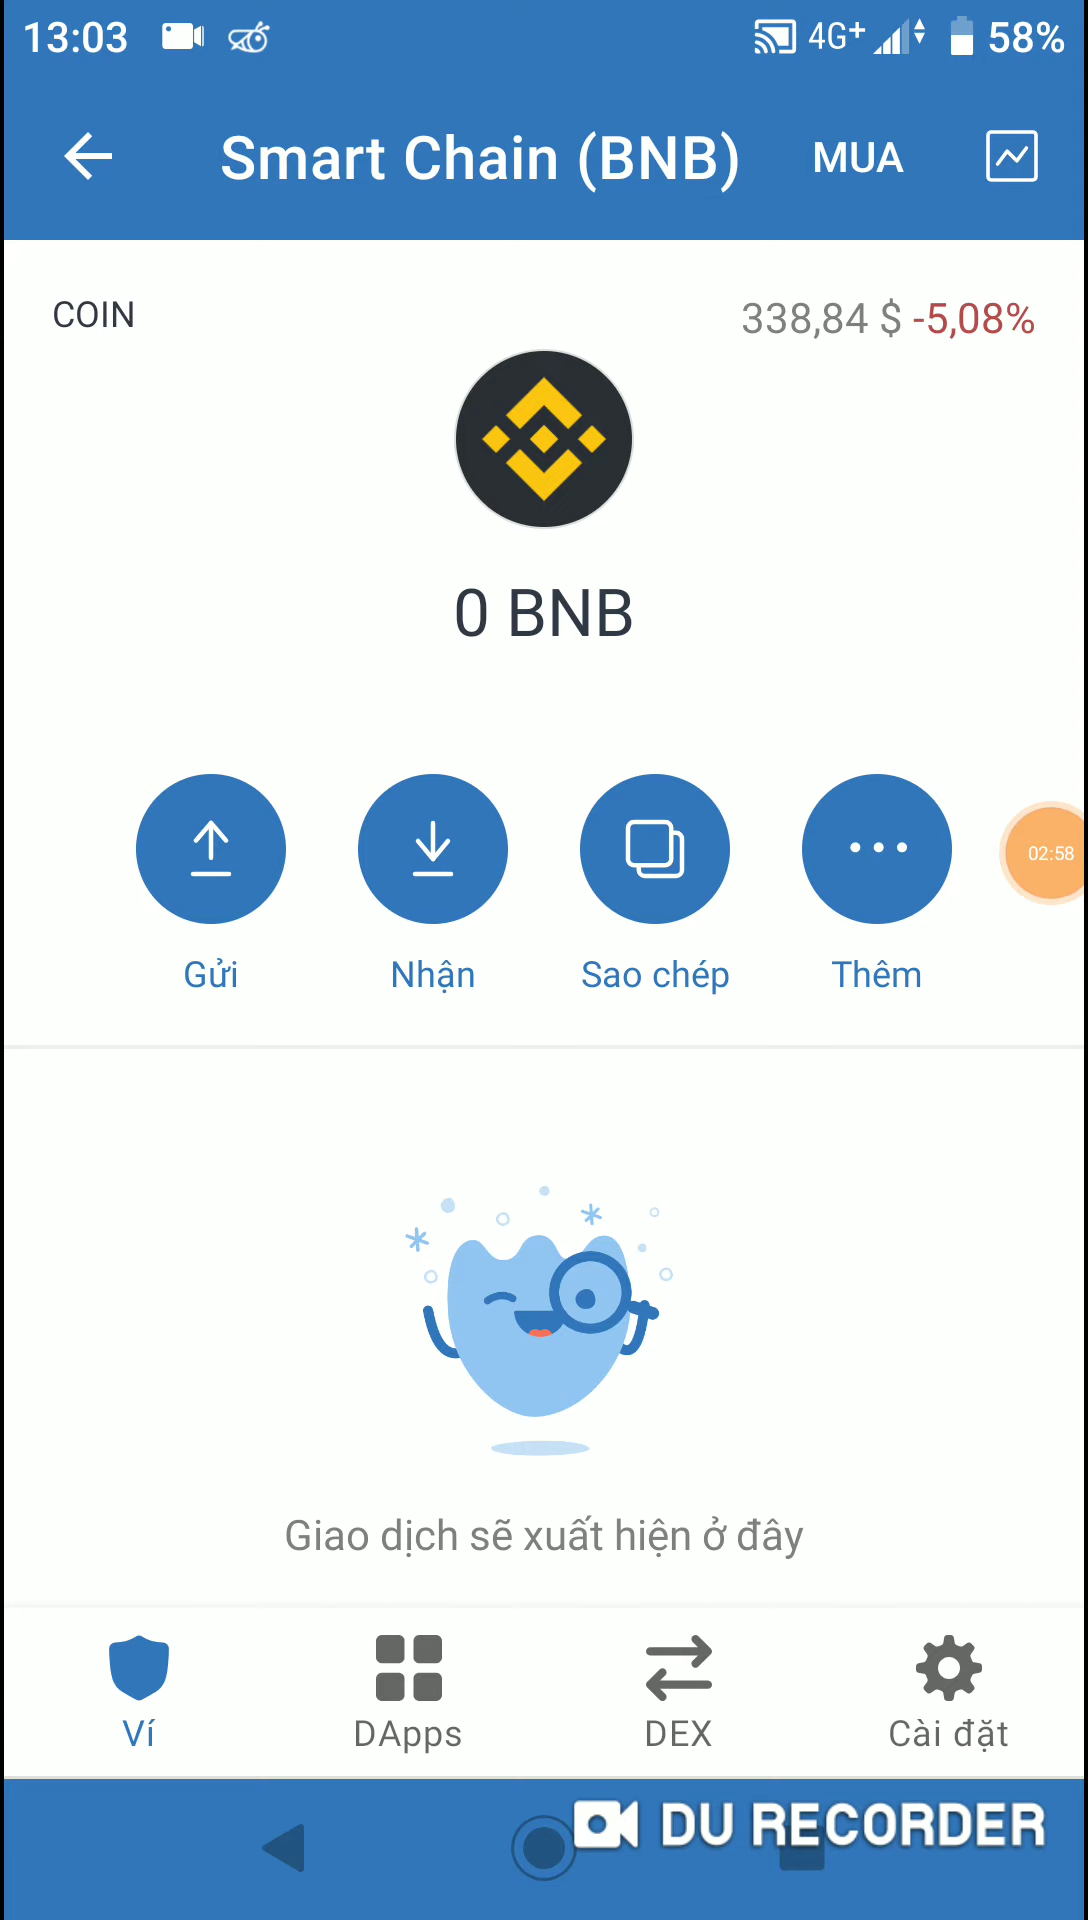 13:03 4G+ 58%
Smart Chain (BNB) MUA
COIN 338,84 $ -5,08%
0 BNB
02:58
Gửi Nhận Sao chép Thêm
Giao dịch sẽ xuất hiện ở đây
Ví DApps DEX Cài đặt
DU RECORDER